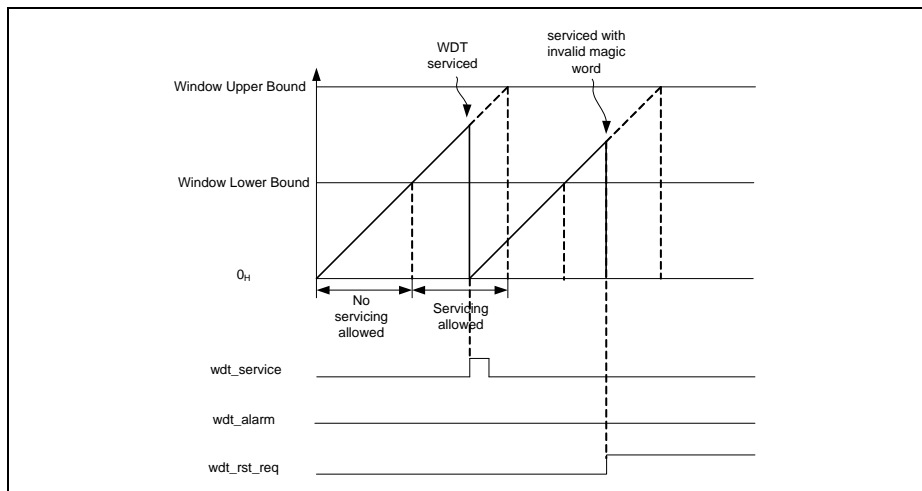 WDT
serviced
serviced with
invalid magic
word
Window Upper Bound
Window Lower Bound
0H
No
servicing
allowed
Servicing
allowed
wdt_service
wdt_alarm
wdt_rst_req